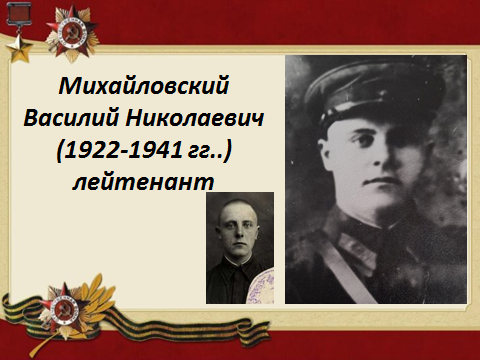 Михайловский
Василий Николаевич
(1922-1941 гг..)
лейтенант